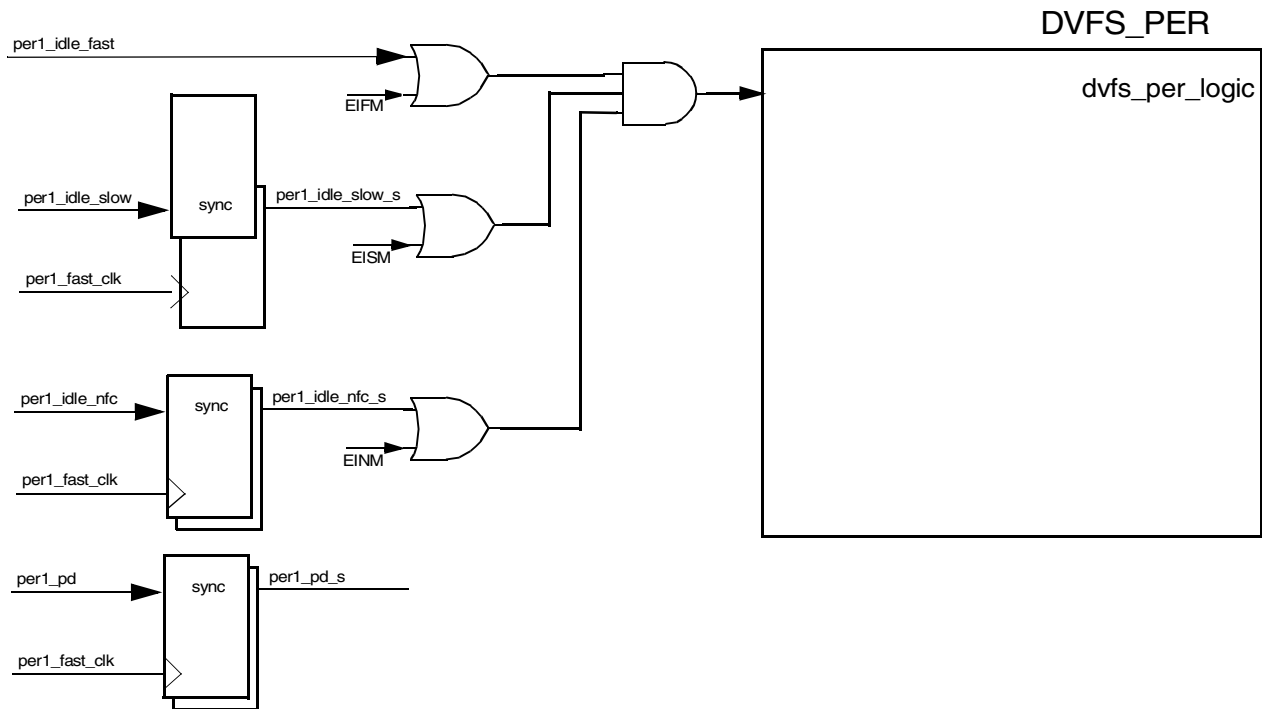 DVFS_PER
per1_idle_fast
EIFM
dvfs_per_logic
per1_idle_slow
sync
per1_idle_slow_s
EISM
per1_fast_clk
per1_idle_nfc
sync
per1_idle_nfc_s
EINM
per1_fast_clk
per1_pd
sync
per1_pd_s
per1_fast_clk